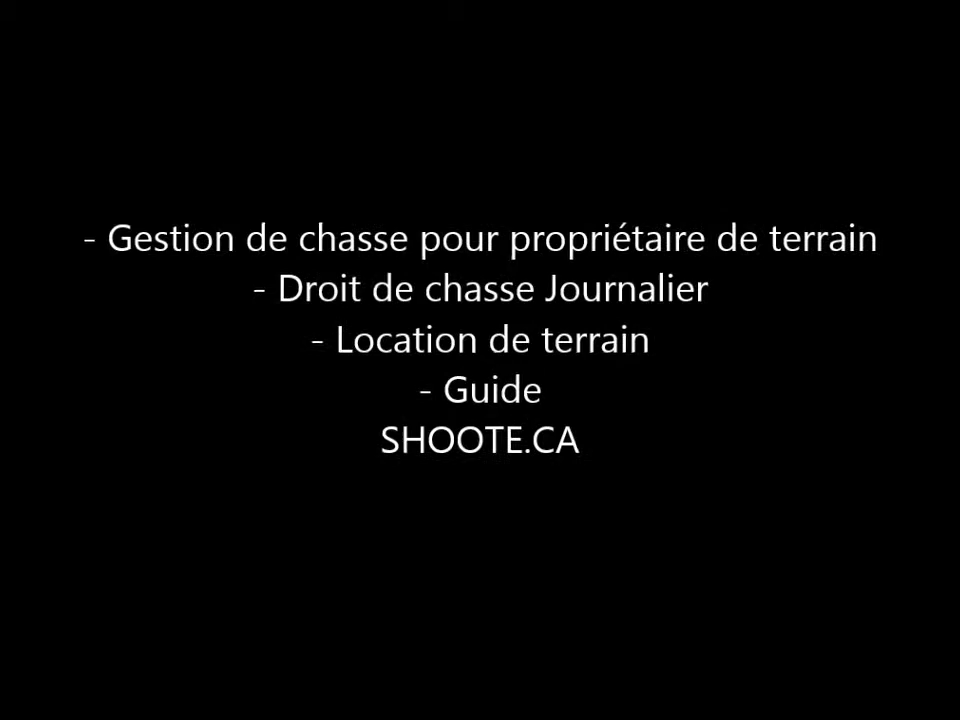 - Gestion de chasse pour propriétaire de terrain
- Droit de chasse Journalier
- Location de terrain
- Guide
SHOOTE.CA